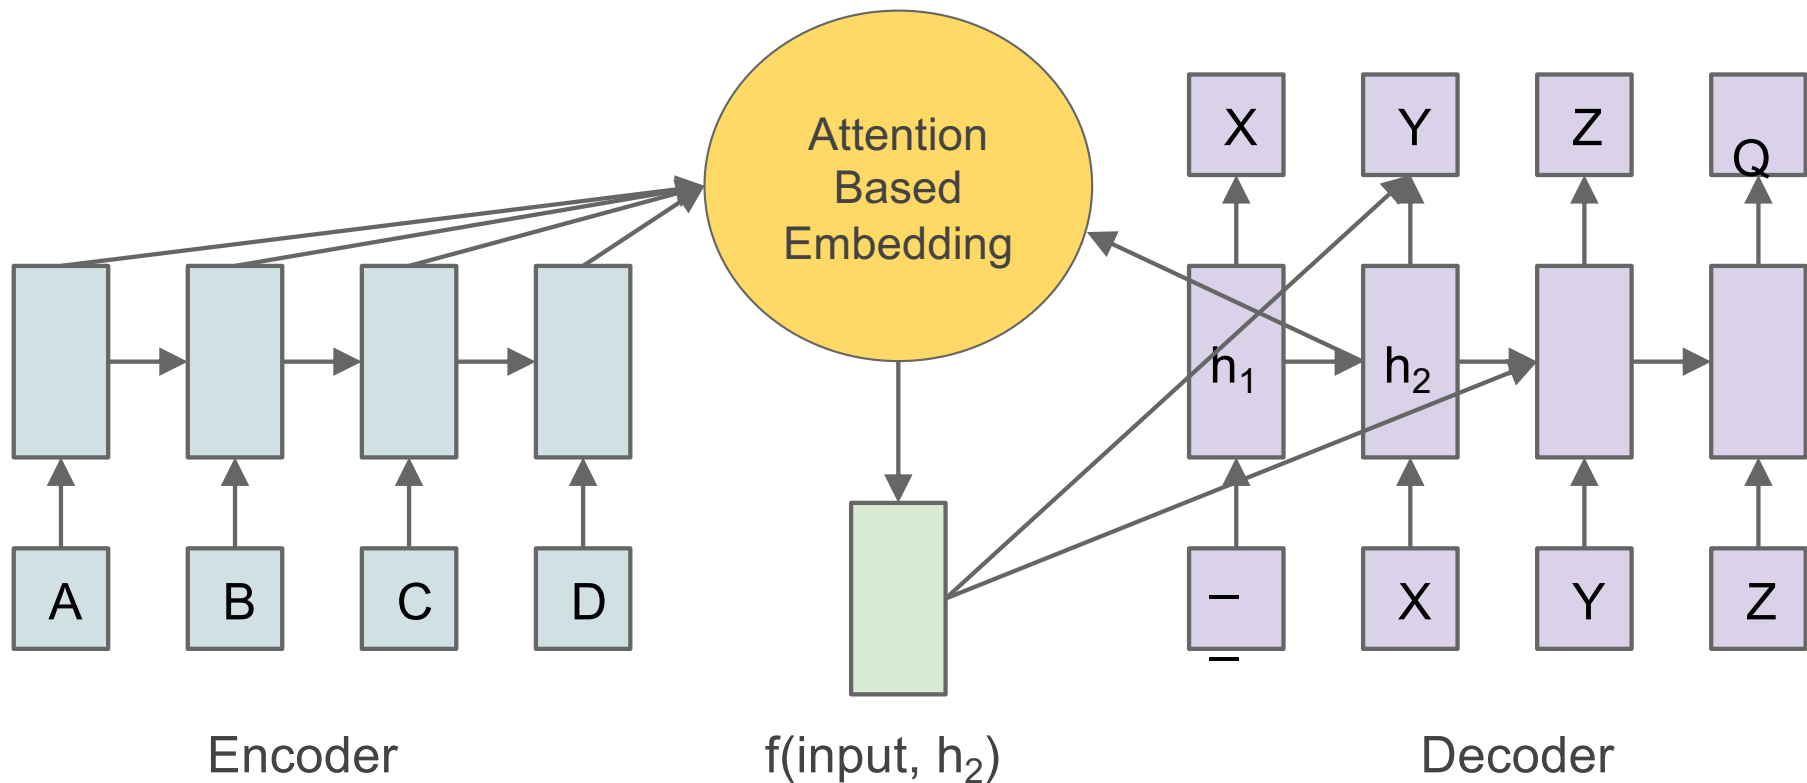 Attention
Based
Embedding
X Y Z Q
h₁ h₂
A B C D
_ X Y Z
_
Encoder
f(input, h₂)
Decoder